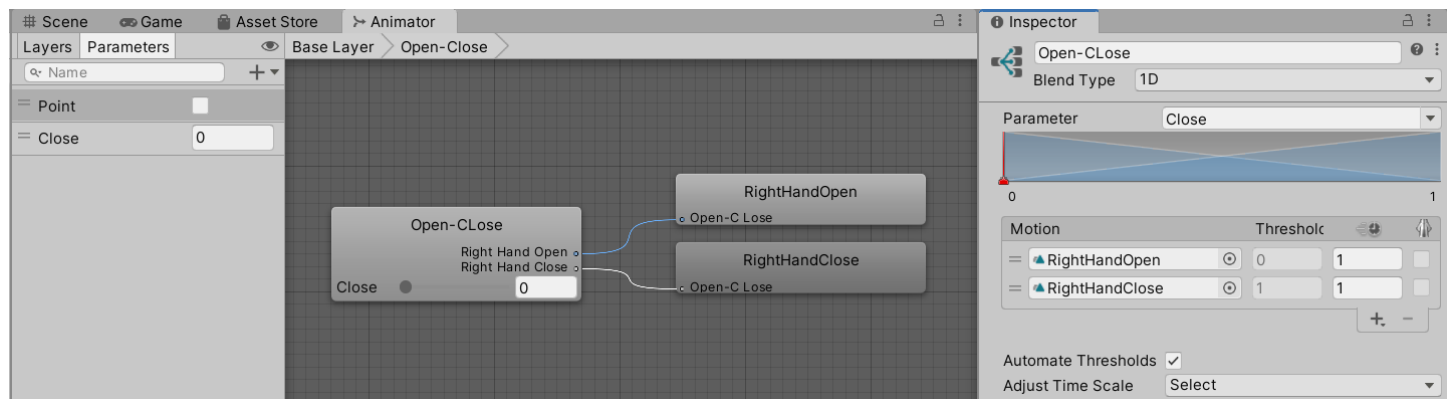 Scene Game Asset Store Animator
Layers Parameters
Name
Point
Close 0
Base Layer Open-Close
Open-CLose
Right Hand Open
Right Hand Close
Close 0
RightHandOpen
Open-C Lose
RightHandClose
Open-C Lose
Inspector
Open-CLose
Blend Type 1D
Parameter Close
0 1
Motion Thresholc
RightHandOpen 0 1
RightHandClose 1 1
Automate Thresholds
Adjust Time Scale Select